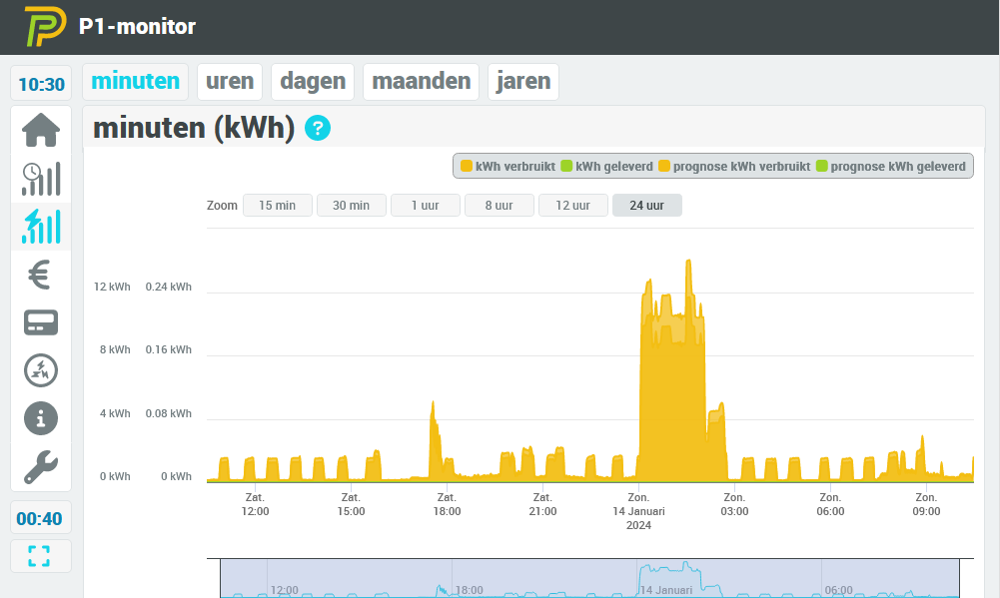 P1-monitor
10:30
minuten uren dagen maanden jaren
minuten (kWh) ?
kWh verbruikt kWh geleverd prognose kWh verbruikt prognose kWh geleverd
Zoom 15 min 30 min 1 uur 8 uur 12 uur 24 uur
12 kWh 0.24 kWh
8 kWh 0.16 kWh
4 kWh 0.08 kWh
0 kWh 0 kWh
Zat. Zat. Zat. Zat. Zon. Zon. Zon. Zon.
12:00 15:00 18:00 21:00 14 Januari 03:00 06:00 09:00
2024
00:40
12:00 18:00 14 Januari 06:00